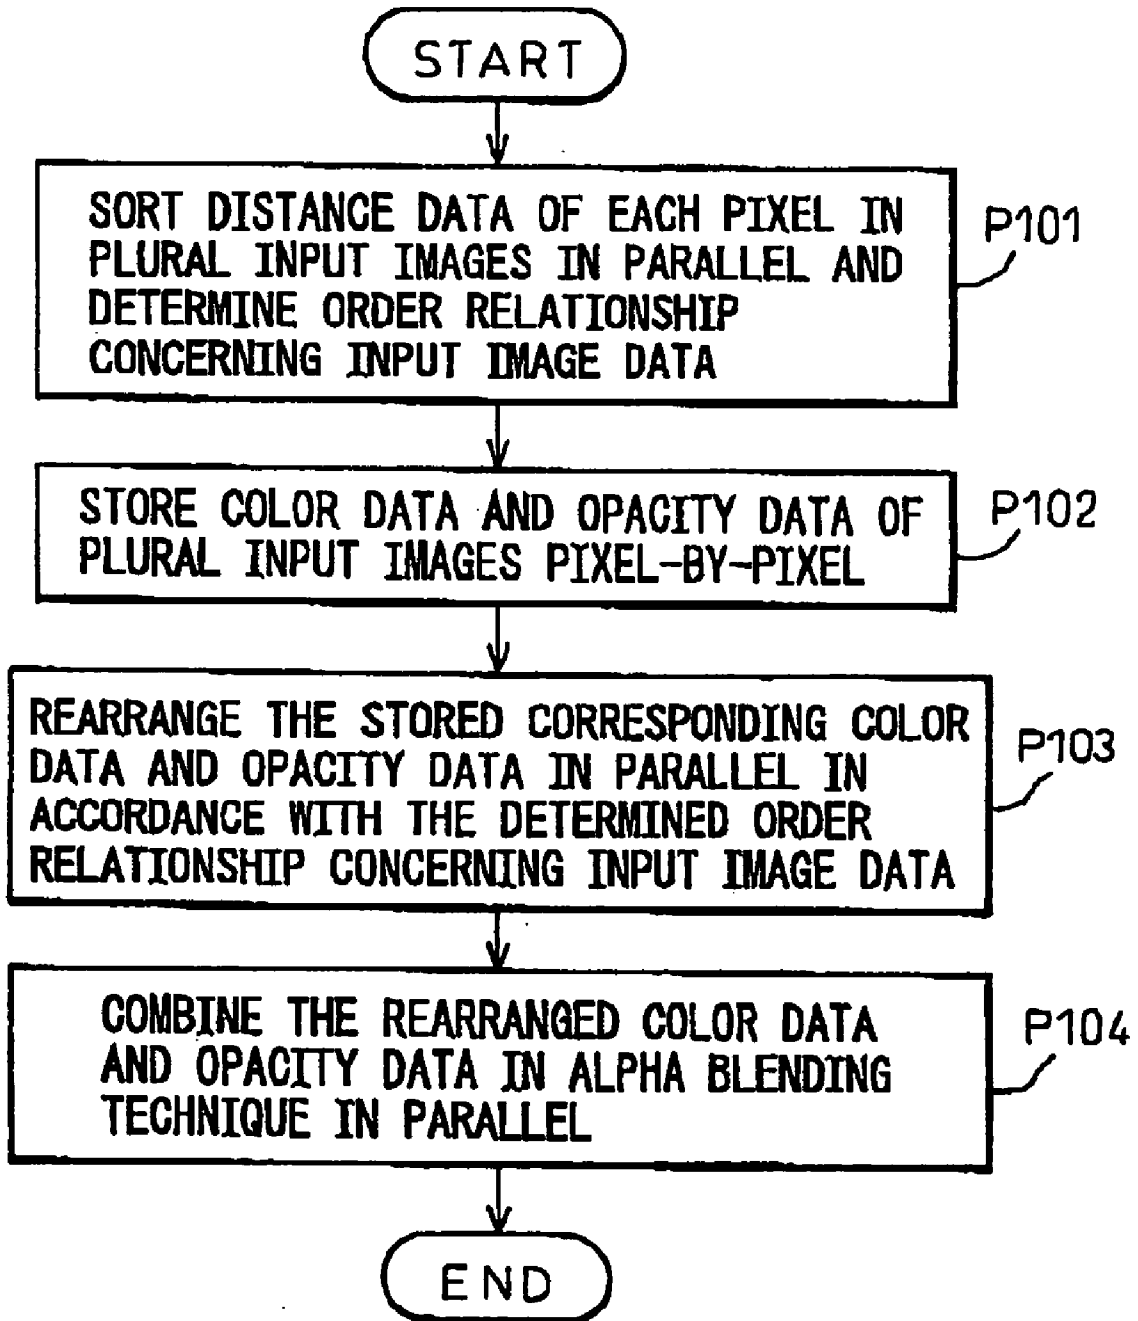 START
SORT DISTANCE DATA OF EACH PIXEL IN
PLURAL INPUT IMAGES IN PARALLEL AND
DETERMINE ORDER RELATIONSHIP
CONCERNING INPUT IMAGE DATA
P101
STORE COLOR DATA AND OPACITY DATA OF
PLURAL INPUT IMAGES PIXEL-BY-PIXEL
P102
REARRANGE THE STORED CORRESPONDING COLOR
DATA AND OPACITY DATA IN PARALLEL IN
ACCORDANCE WITH THE DETERMINED ORDER
RELATIONSHIP CONCERNING INPUT IMAGE DATA
P103
COMBINE THE REARRANGED COLOR DATA
AND OPACITY DATA IN ALPHA BLENDING
TECHNIQUE IN PARALLEL
P104
END